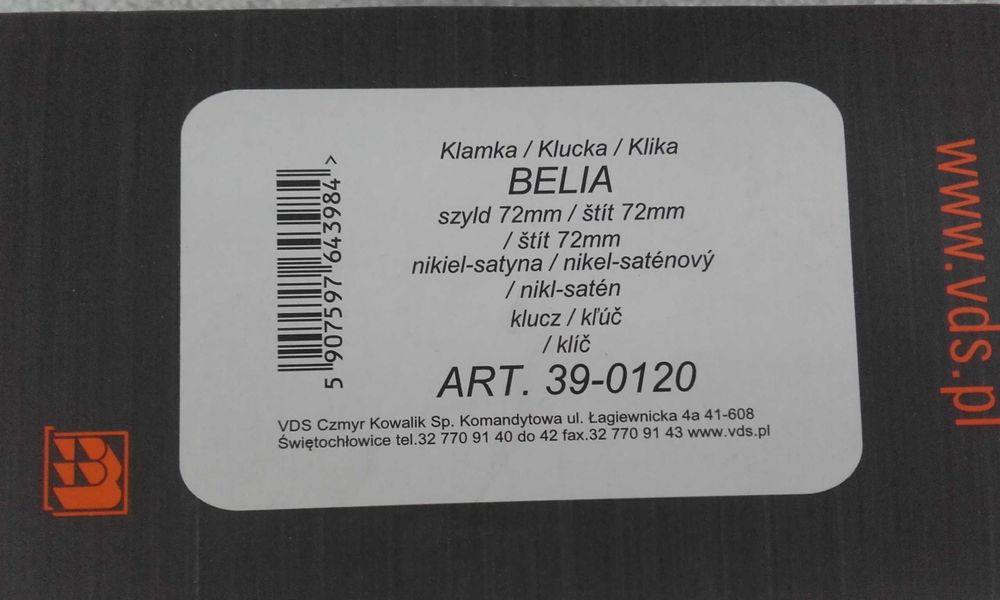 Klamka / Klucka / Klika
BELIA
szyld 72mm / štít 72mm
/ štít 72mm
nikiel-satyna / nikel-saténový
/ nikl-satén
klucz / kľúč
/ klíč
ART. 39-0120
VDS Czmyr Kowalik Sp. Komandytowa ul. Łagiewnicka 4a 41-608
Świętochłowice tel.32 770 91 40 do 42 fax.32 770 91 43 www.vds.pl
5 907597 643984 >
www.vds.pl